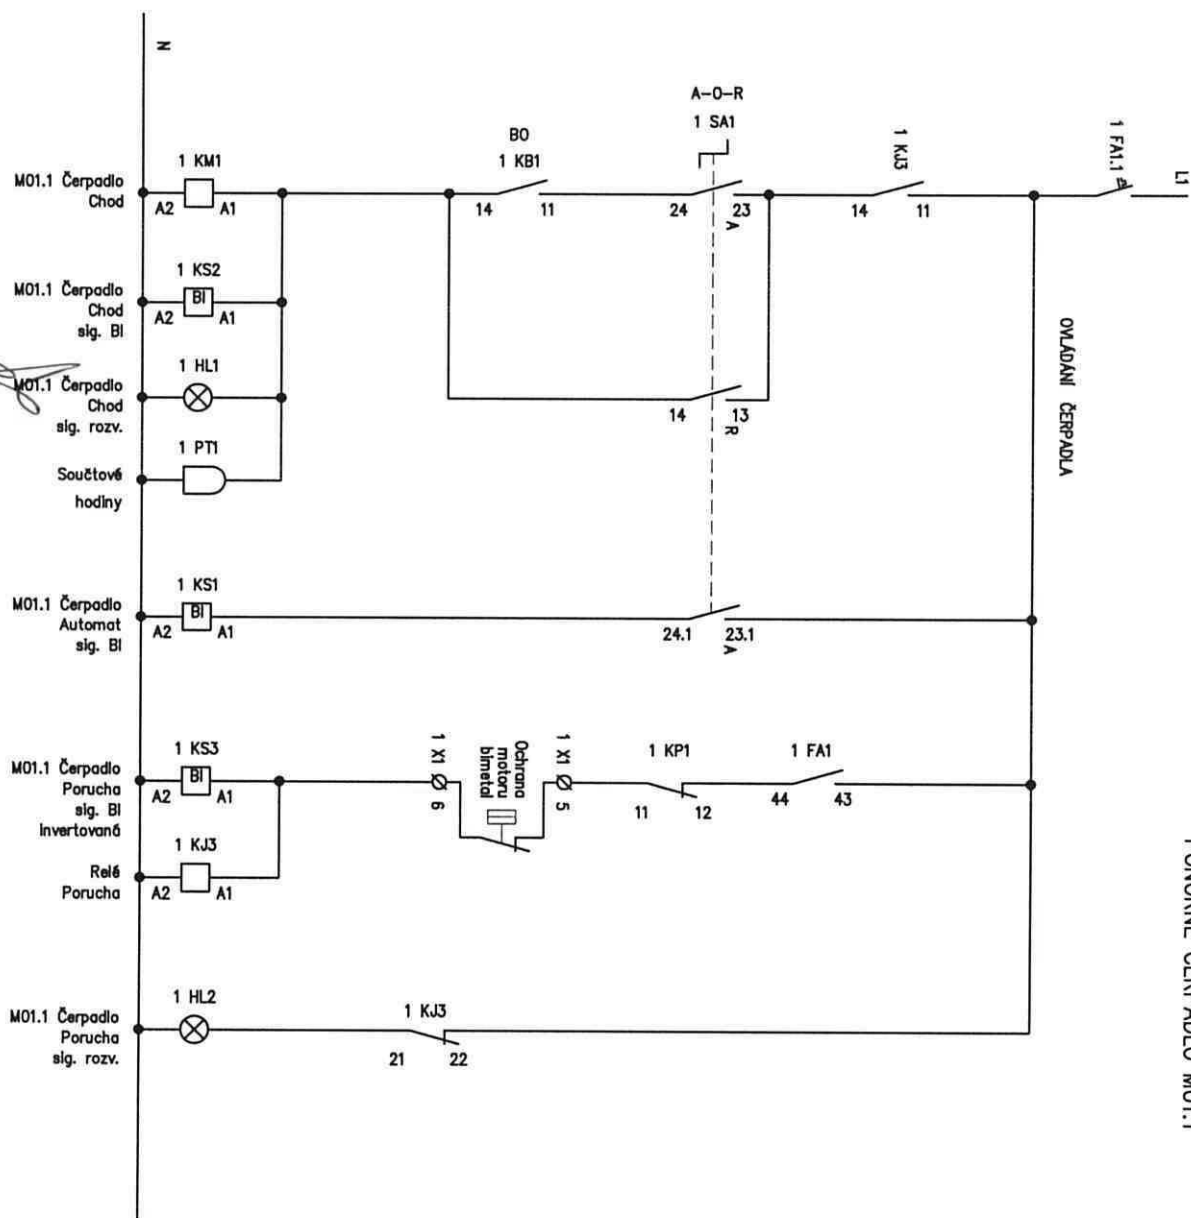 N
L1
1 FA1.1
A-O-R
1 SA1
BO
1 KB1
1 KJ3
1 KM1
M01.1 Čerpadlo
Chod
A2
A1
14
11
24
23
A
14
11
OVLÁDÁNÍ ČERPADLA
1 KS2
BI
M01.1 Čerpadlo
Chod
sig. BI
A2
A1
1 HL1
M01.1 Čerpadlo
Chod
sig. rozv.
14
13
R
1 PT1
Součtové
hodiny
1 KS1
BI
M01.1 Čerpadlo
Automat
sig. BI
A2
A1
24.1
23.1
A
1 KS3
BI
M01.1 Čerpadlo
Porucha
sig. BI
Invertovaná
A2
A1
1 X1
6
Ochrana
motoru
bimetal
1 X1
5
1 KP1
11
12
1 FA1
44
43
1 KJ3
Relé
Porucha
A2
A1
1 HL2
M01.1 Čerpadlo
Porucha
sig. rozv.
1 KJ3
21
22